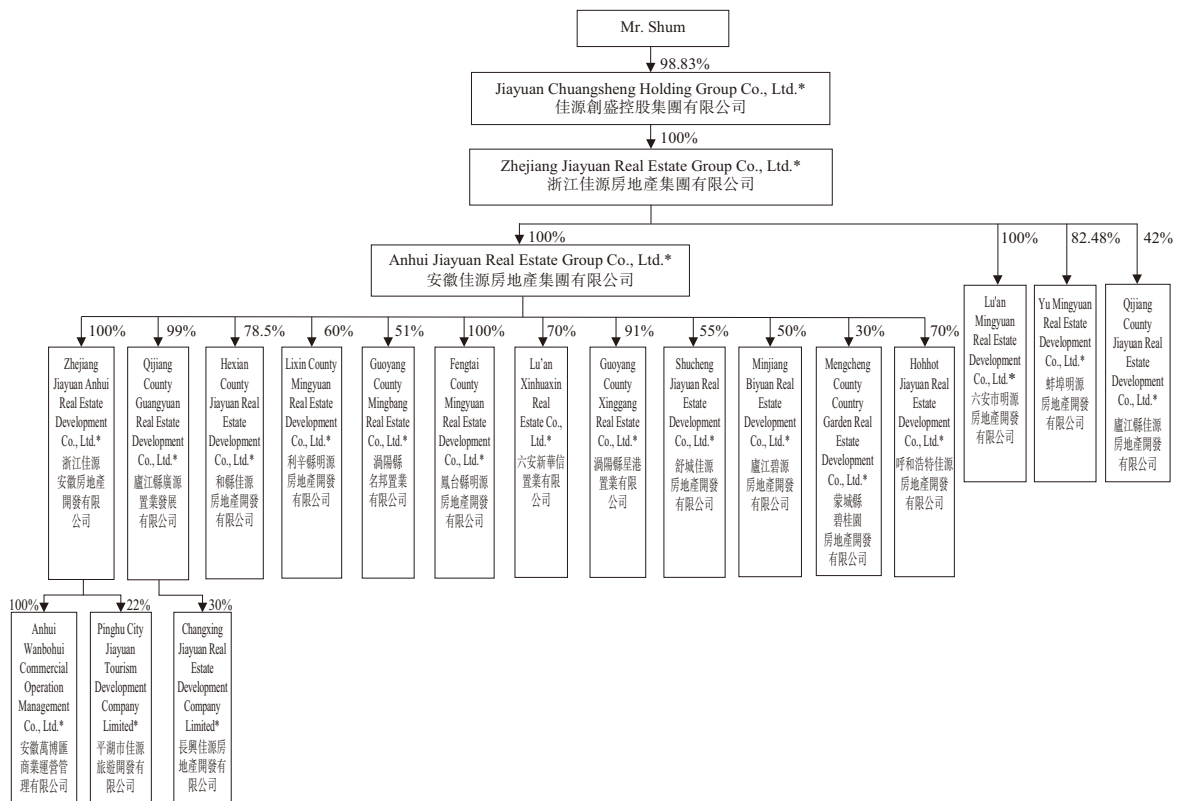 Mr. Shum
98.83%
Jiayuan Chuangsheng Holding Group Co., Ltd.*
佳源創盛控股集團有限公司
100%
Zhejiang Jiayuan Real Estate Group Co., Ltd.*
浙江佳源房地產集團有限公司
100%
Anhui Jiayuan Real Estate Group Co., Ltd.*
安徽佳源房地產集團有限公司
100%
Lu'an
Mingyuan
Real Estate
Development
Co., Ltd.*
六安市明源
房地產開發
有限公司
82.48%
Yu Mingyuan
Real Estate
Development
Co., Ltd.*
蚌埠明源
房地產開發
有限公司
42%
Qijiang
County
Jiayuan Real
Estate
Development
Co., Ltd.*
廬江縣佳源
房地產開發
有限公司
100%
Zhejiang
Jiayuan Anhui
Real Estate
Development
Co., Ltd.*
浙江佳源
安徽房地產
開發有限
公司
99%
Qijiang
County
Guangyuan
Real Estate
Development
Co., Ltd.*
廬江縣廣源
置業發展
有限公司
78.5%
Hexian
County
Jiayuan Real
Estate
Development
Co., Ltd.*
和縣佳源
房地產開發
有限公司
60%
Lixin County
Mingyuan
Real Estate
Development
Co., Ltd.*
利辛縣明源
房地產開發
有限公司
51%
Guoyang
County
Mingbang
Real Estate
Co., Ltd.*
渦陽縣
名邦置業
有限公司
100%
Fengtai
County
Mingyuan
Real Estate
Development
Co., Ltd.*
鳳台縣明源
房地產開發
有限公司
70%
Lu'an
Xinhuaxin
Real
Estate Co.,
Ltd.*
六安新華信
置業有限
公司
91%
Guoyang
County
Xinggang
Real Estate
Co., Ltd.*
渦陽縣星港
置業有限
公司
55%
Shucheng
Jiayuan Real
Estate
Development
Co., Ltd.*
舒城佳源
房地產開發
有限公司
50%
Minjiang
Biyuan Real
Estate
Development
Co., Ltd.*
廬江碧源
房地產開發
有限公司
30%
Mengcheng
County
Country
Garden Real
Estate
Development
Co., Ltd.*
蒙城縣
碧桂園
房地產開發
有限公司
70%
Hohhot
Jiayuan Real
Estate
Development
Co., Ltd.*
呼和浩特佳源
房地產開發
有限公司
100%
Anhui
Wanbohui
Commercial
Operation
Management
Co., Ltd.*
安徽萬博匯
商業運營管
理有限公司
22%
Pinghu City
Jiayuan
Tourism
Development
Company
Limited*
平湖市佳源
旅遊開發有
限公司
30%
Changxing
Jiayuan Real
Estate
Development
Company
Limited*
長興佳源房
地產開發有
限公司